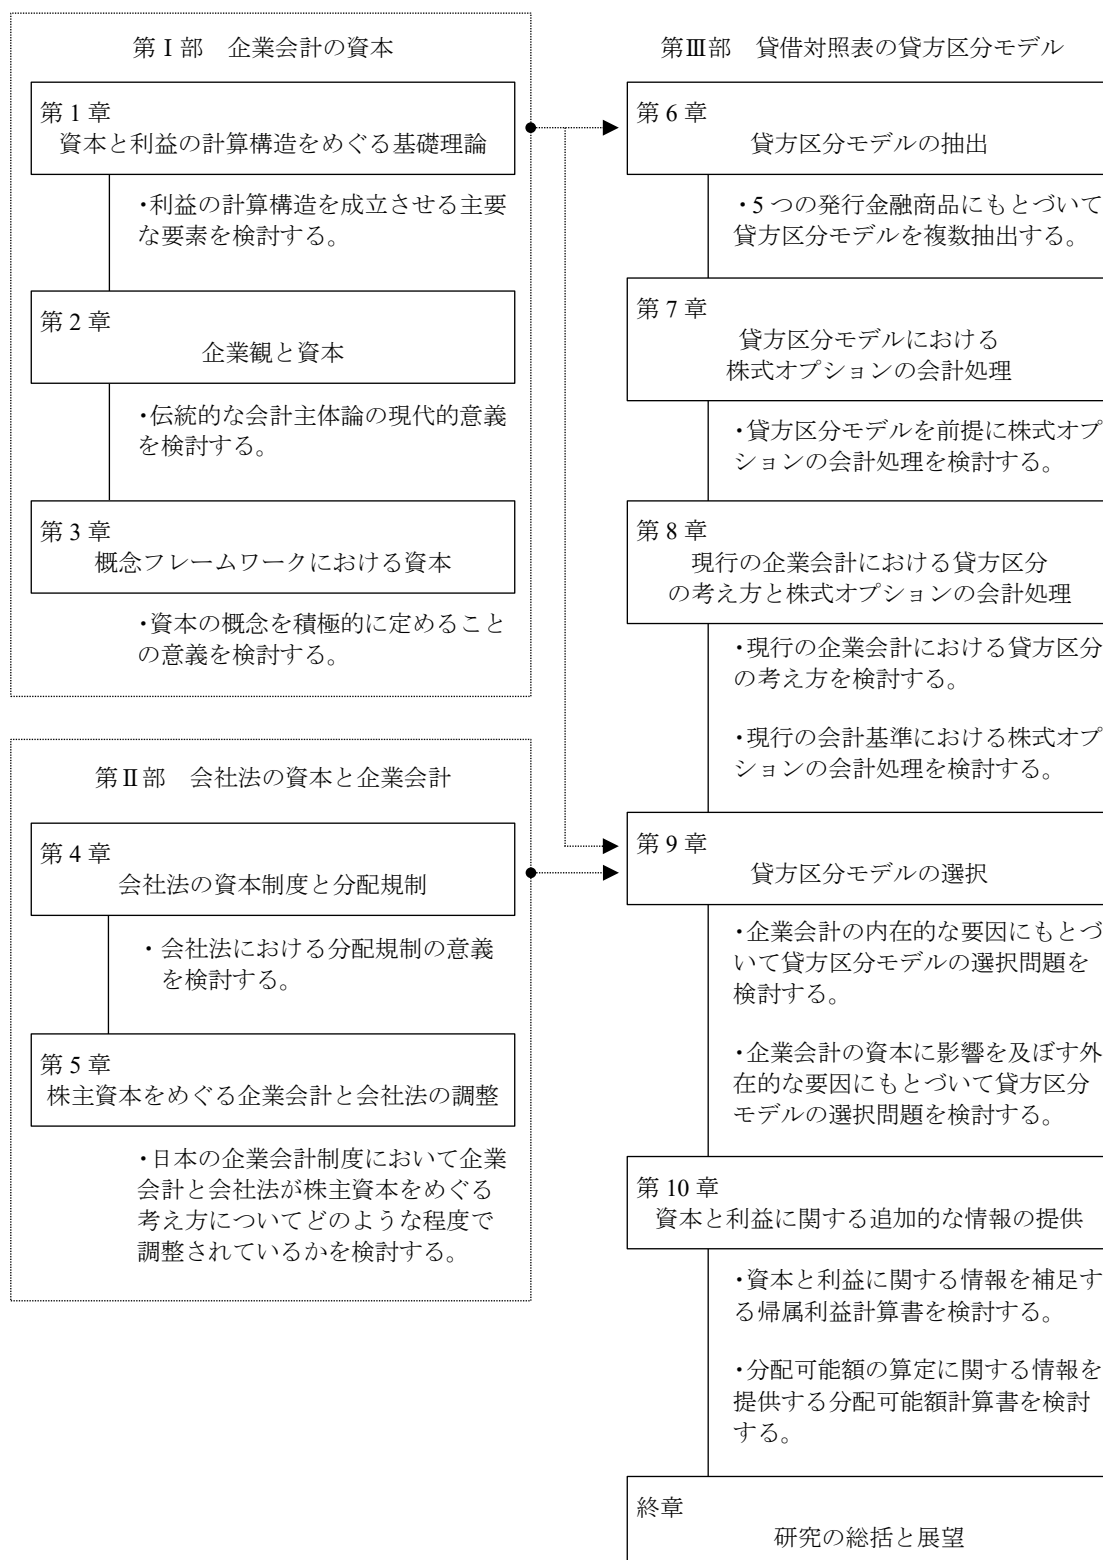 第Ⅰ部　企業会計の資本
第 1 章
資本と利益の計算構造をめぐる基礎理論
・利益の計算構造を成立させる主要
な要素を検討する。
第 2 章
企業観と資本
・伝統的な会計主体論の現代的意義
を検討する。
第 3 章
概念フレームワークにおける資本
・資本の概念を積極的に定めること
の意義を検討する。
第Ⅱ部　会社法の資本と企業会計
第 4 章
会社法の資本制度と分配規制
・会社法における分配規制の意義
を検討する。
第 5 章
株主資本をめぐる企業会計と会社法の調整
・日本の企業会計制度において企業
会計と会社法が株主資本をめぐる
考え方についてどのような程度で
調整されているかを検討する。
第Ⅲ部　貸借対照表の貸方区分モデル
第 6 章
貸方区分モデルの抽出
・5 つの発行金融商品にもとづいて
貸方区分モデルを複数抽出する。
第 7 章
貸方区分モデルにおける
株式オプションの会計処理
・貸方区分モデルを前提に株式オプ
ションの会計処理を検討する。
第 8 章
現行の企業会計における貸方区分
の考え方と株式オプションの会計処理
・現行の企業会計における貸方区分
の考え方を検討する。
・現行の会計基準における株式オプ
ションの会計処理を検討する。
第 9 章
貸方区分モデルの選択
・企業会計の内在的な要因にもとづ
いて貸方区分モデルの選択問題を
検討する。
・企業会計の資本に影響を及ぼす外
在的な要因にもとづいて貸方区分
モデルの選択問題を検討する。
第 10 章
資本と利益に関する追加的な情報の提供
・資本と利益に関する情報を補足す
る帰属利益計算書を検討する。
・分配可能額の算定に関する情報を
提供する分配可能額計算書を検討
する。
終章
研究の総括と展望